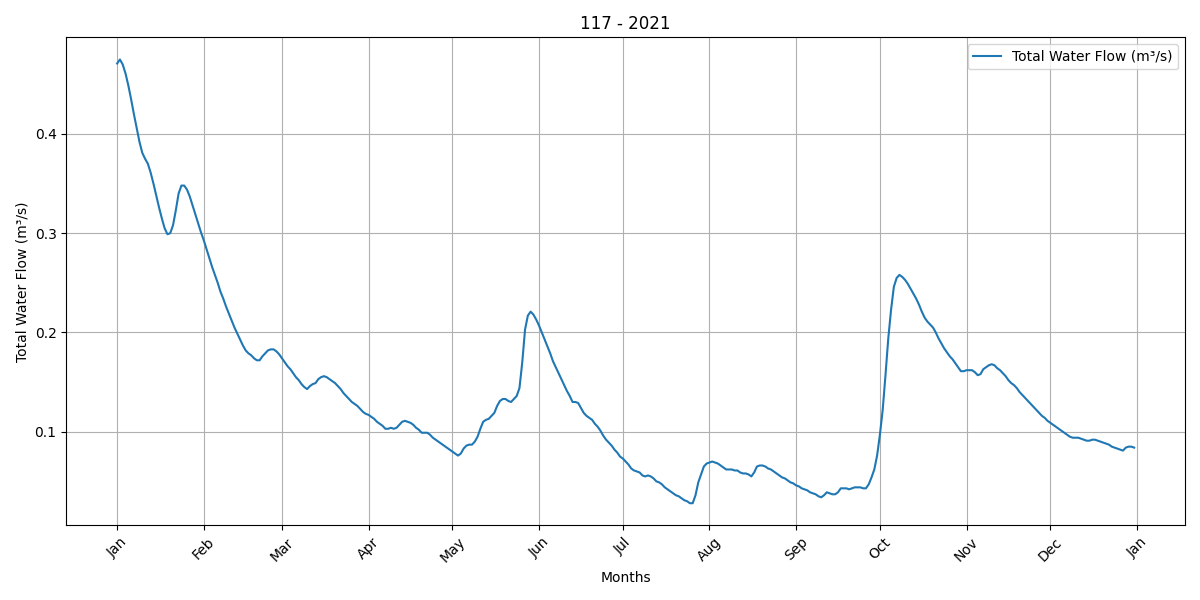 117 - 2021
Total Water Flow (m³/s)
Total Water Flow (m³/s)
0.4
0.3
0.2
0.1
Jan Feb Mar Apr May Jun Jul Aug Sep Oct Nov Dec Jan
Months